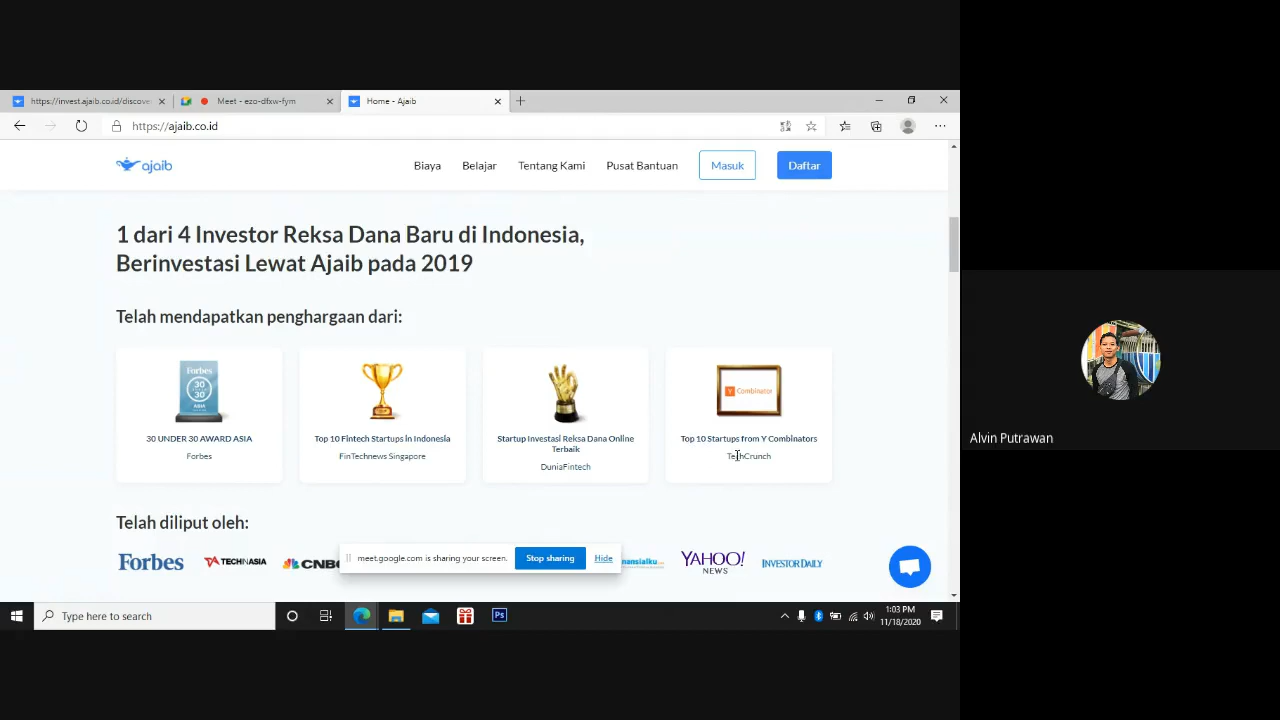 https://invest.ajaib.co.id/discove
Meet - ezo-dfxw-fym
Home - Ajaib
https://ajaib.co.id
ajaib
Biaya
Belajar
Tentang Kami
Pusat Bantuan
Masuk
Daftar
1 dari 4 Investor Reksa Dana Baru di Indonesia,
Berinvestasi Lewat Ajaib pada 2019
Telah mendapatkan penghargaan dari:
Forbes
30
30
ASIA
Y Combinator
30 UNDER 30 AWARD ASIA
Forbes
Top 10 Fintech Startups in Indonesia
FinTechnews Singapore
Startup Investasi Reksa Dana Online
Terbaik
DuniaFintech
Top 10 Startups from Y Combinators
TechCrunch
Telah diliput oleh:
Forbes
TECHINASIA
CNBC
nansialku
YAHOO!
NEWS
INVESTOR DAILY
meet.google.com is sharing your screen.
Stop sharing
Hide
Type here to search
Ps
1:03 PM
11/18/2020
Alvin Putrawan